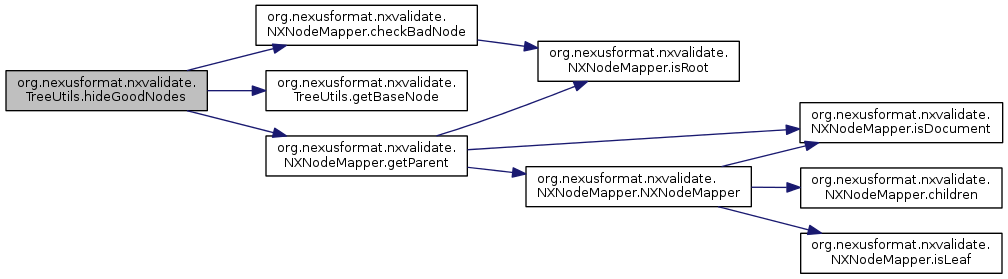 org.nexusformat.nxvalidate.
NXNodeMapper.checkBadNode
org.nexusformat.nxvalidate.
NXNodeMapper.isRoot
org.nexusformat.nxvalidate.
TreeUtils.hideGoodNodes
org.nexusformat.nxvalidate.
TreeUtils.getBaseNode
org.nexusformat.nxvalidate.
NXNodeMapper.isDocument
org.nexusformat.nxvalidate.
NXNodeMapper.getParent
org.nexusformat.nxvalidate.
NXNodeMapper.NXNodeMapper
org.nexusformat.nxvalidate.
NXNodeMapper.children
org.nexusformat.nxvalidate.
NXNodeMapper.isLeaf